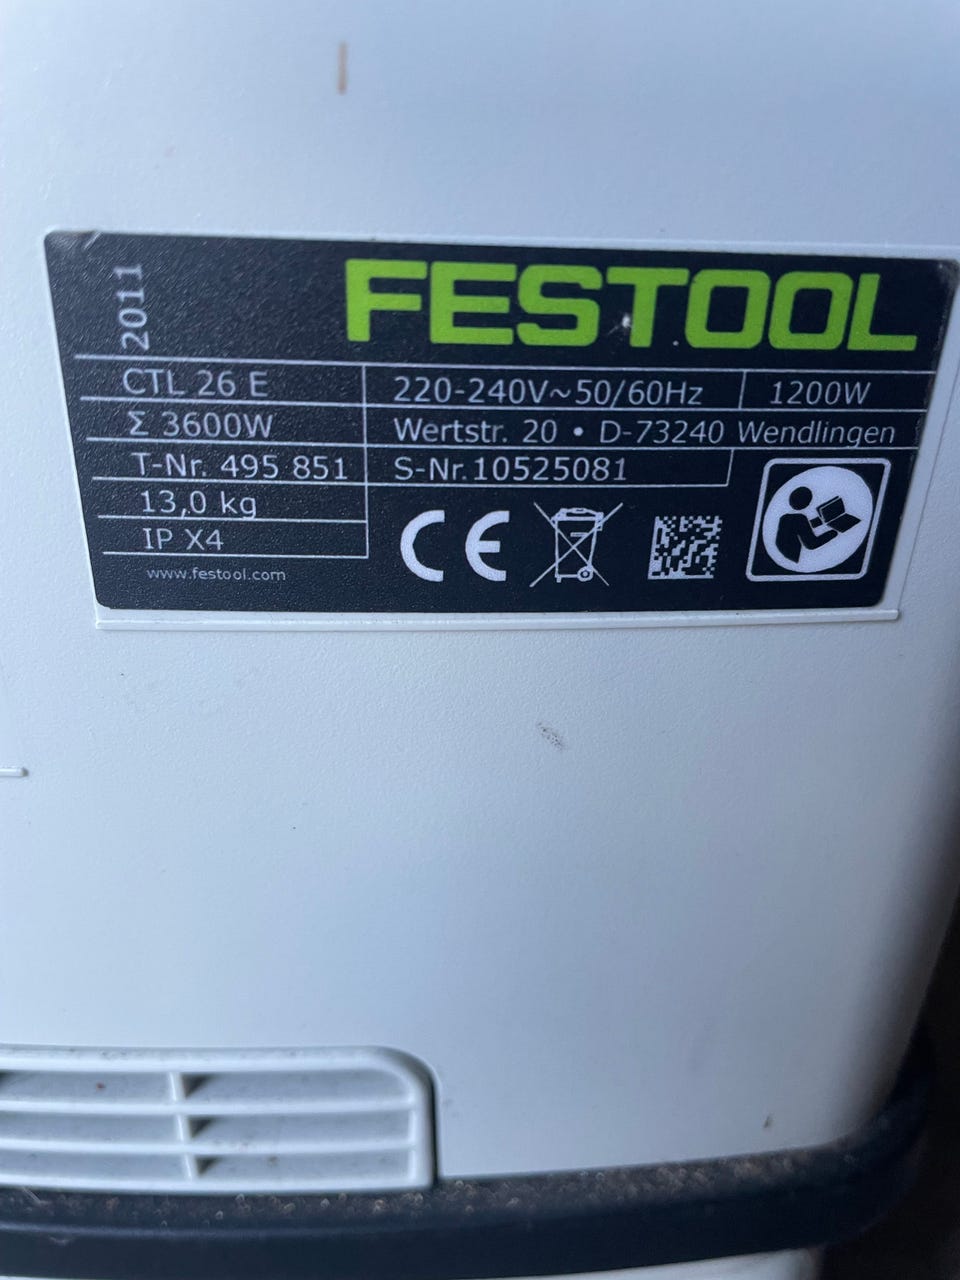 2011
FESTOOL
CTL 26 E
220-240V~50/60Hz
1200W
Σ 3600W
Wertstr. 20 • D-73240 Wendlingen
T-Nr. 495 851
S-Nr.10525081
13,0 kg
IP X4
CE
www.festool.com